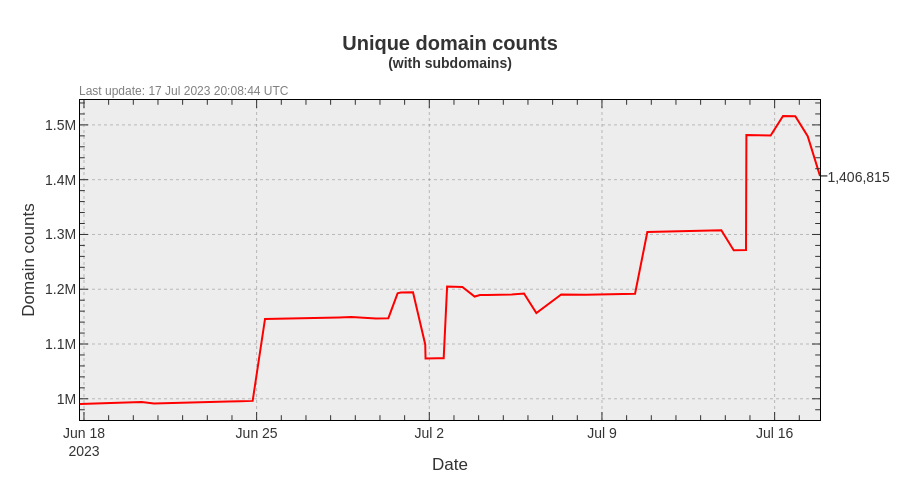 Unique domain counts
(with subdomains)
Last update: 17 Jul 2023 20:08:44 UTC
1.5M
1.4M
1,406,815
1.3M
1.2M
1.1M
1M
Domain counts
Jun 18
2023
Jun 25
Jul 2
Jul 9
Jul 16
Date